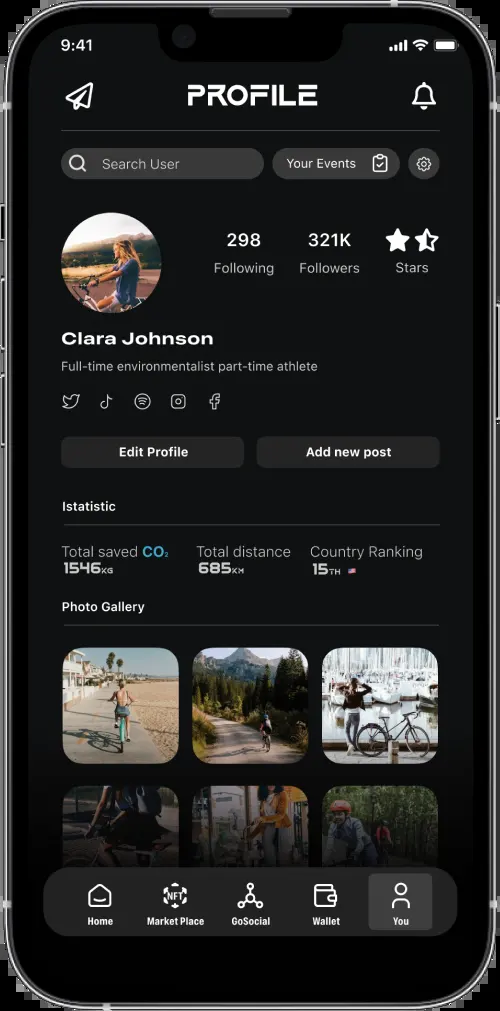 9:41
PROFILE
Search User
Your Events
298
321K
Following
Followers
Stars
Clara Johnson
Full-time environmentalist part-time athlete
Edit Profile
Add new post
Istatistic
Total saved CO₂
Total distance
Country Ranking
1546KG
685KM
15TH
Photo Gallery
NFT
Home
Market Place
GoSocial
Wallet
You